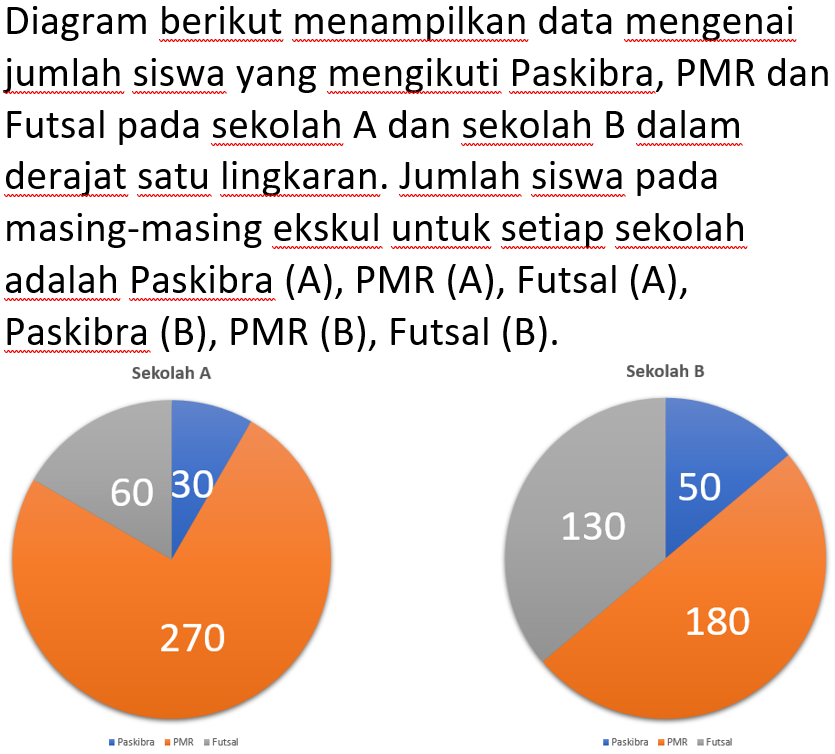 Diagram berikut menampilkan data mengenai
jumlah siswa yang mengikuti Paskibra, PMR dan
Futsal pada sekolah A dan sekolah B dalam
derajat satu lingkaran. Jumlah siswa pada
masing-masing ekskul untuk setiap sekolah
adalah Paskibra (A), PMR (A), Futsal (A),
Paskibra (B), PMR (B), Futsal (B).
Sekolah A
60 30
270
Paskibra PMR Futsal
Sekolah B
50
130
180
Paskibra PMR Futsal